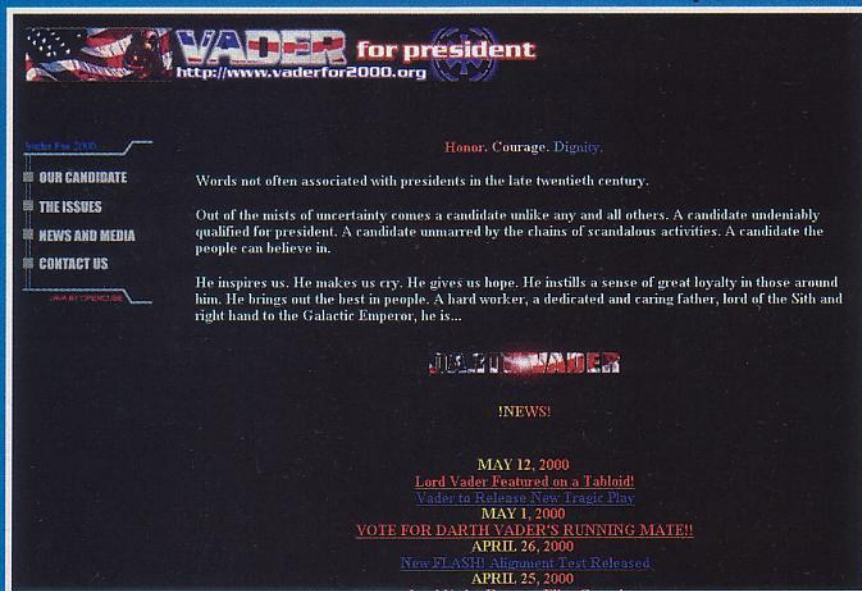 VADER for president
http://www.vaderfor2000.org
Vader For 2000
OUR CANDIDATE
THE ISSUES
NEWS AND MEDIA
CONTACT US
JAVA BY OPENCUBE
Honor. Courage. Dignity.
Words not often associated with presidents in the late twentieth century.
Out of the mists of uncertainty comes a candidate unlike any and all others. A candidate undeniably
qualified for president. A candidate unmarred by the chains of scandalous activities. A candidate the
people can believe in.
He inspires us. He makes us cry. He gives us hope. He instills a sense of great loyalty in those around
him. He brings out the best in people. A hard worker, a dedicated and caring father, lord of the Sith and
right hand to the Galactic Emperor, he is...
DARTH VADER
!NEWS!
MAY 12, 2000
Lord Vader Featured on a Tabloid!
Vader to Release New Tragic Play
MAY 1, 2000
VOTE FOR DARTH VADER'S RUNNING MATE!!
APRIL 26, 2000
New FLASH! Alignment Test Released
APRIL 25, 2000